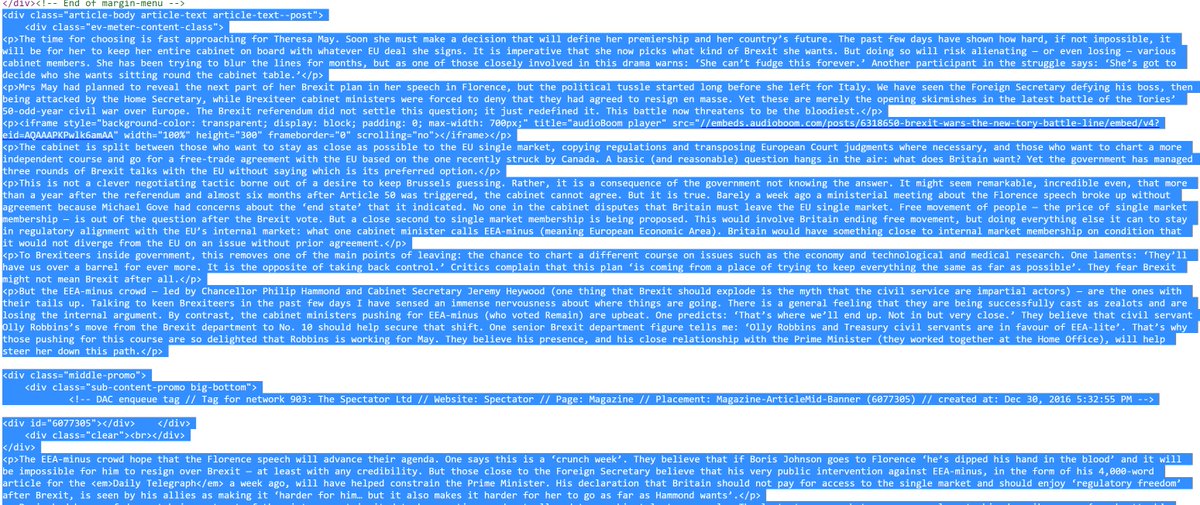 </div><!-- End of margin-menu -->
<div class="article-body article-text article-text--post">
<div class="ev-meter-content-class">
<p>The time for choosing is fast approaching for Theresa May. Soon she must make a decision that will define her premiership and her country’s future. The past few days have shown how hard, if not impossible, it
will be for her to keep her entire cabinet on board with whatever EU deal she signs. It is imperative that she now picks what kind of Brexit she wants. But doing so will risk alienating — or even losing — various
cabinet members. She has been trying to blur the lines for months, but as one of those closely involved in this drama warns: ‘She can’t fudge this forever.’ Another participant in the struggle says: ‘She’s got to
decide who she wants sitting round the cabinet table.’</p>
<p>Mrs May had planned to reveal the next part of her Brexit plan in her speech in Florence, but the political tussle started long before she left for Italy. We have seen the Foreign Secretary defying his boss, then
being attacked by the Home Secretary, while Brexiteer cabinet ministers were forced to deny that they had agreed to resign en masse. Yet these are merely the opening skirmishes in the latest battle of the Tories’
50-odd-year civil war over Europe. The Brexit referendum did not settle this question; it just redefined it. This battle now threatens to be the bloodiest.</p>
<p><iframe style="background-color: transparent; display: block; padding: 0; max-width: 700px;" title="audioBoom player" src="//embeds.audioboom.com/posts/6318650-brexit-wars-the-new-tory-battle-line/embed/v4?
eid=AQAAAPKPwlk6amAA" width="100%" height="300" frameborder="0" scrolling="no"></iframe></p>
<p>The cabinet is split between those who want to stay as close as possible to the EU single market, copying regulations and transposing European Court judgments where necessary, and those who want to chart a more
independent course and go for a free-trade agreement with the EU based on the one recently struck by Canada. A basic (and reasonable) question hangs in the air: what does Britain want? Yet the government has managed
three rounds of Brexit talks with the EU without saying which is its preferred option.</p>
<p>This is not a clever negotiating tactic borne out of a desire to keep Brussels guessing. Rather, it is a consequence of the government not knowing the answer. It might seem remarkable, incredible even, that more
than a year after the referendum and almost six months after Article 50 was triggered, the cabinet cannot agree. But it is true. Barely a week ago a ministerial meeting about the Florence speech broke up without
agreement because Michael Gove had concerns about the ‘end state’ that it indicated. No one in the cabinet disputes that Britain must leave the EU single market. Free movement of people — the price of single market
membership — is out of the question after the Brexit vote. But a close second to single market membership is being proposed. This would involve Britain ending free movement, but doing everything else it can to stay
in regulatory alignment with the EU’s internal market: what one cabinet minister calls EEA-minus (meaning European Economic Area). Britain would have something close to internal market membership on condition that
it would not diverge from the EU on an issue without prior agreement.</p>
<p>To Brexiteers inside government, this removes one of the main points of leaving: the chance to chart a different course on issues such as the economy and technological and medical research. One laments: ‘They’ll
have us over a barrel for ever more. It is the opposite of taking back control.’ Critics complain that this plan ‘is coming from a place of trying to keep everything the same as far as possible’. They fear Brexit
might not mean Brexit after all.</p>
<p>But the EEA-minus crowd — led by Chancellor Philip Hammond and Cabinet Secretary Jeremy Heywood (one thing that Brexit should explode is the myth that the civil service are impartial actors) — are the ones with
their tails up. Talking to keen Brexiteers in the past few days I have sensed an immense nervousness about where things are going. There is a general feeling that they are being successfully cast as zealots and are
losing the internal argument. By contrast, the cabinet ministers pushing for EEA-minus (who voted Remain) are upbeat. One predicts: ‘That’s where we’ll end up. Not in but very close.’ They believe that civil servant
Olly Robbins’s move from the Brexit department to No. 10 should help secure that shift. One senior Brexit department figure tells me: ‘Olly Robbins and Treasury civil servants are in favour of EEA-lite’. That’s why
those pushing for this course are so delighted that Robbins is working for May. They believe his presence, and his close relationship with the Prime Minister (they worked together at the Home Office), will help
steer her down this path.</p>
<div class="middle-promo">
<div class="sub-content-promo big-bottom">
<!-- DAC enqueue tag // Tag for network 903: The Spectator Ltd // Website: Spectator // Page: Magazine // Placement: Magazine-ArticleMid-Banner (6077305) // created at: Dec 30, 2016 5:32:55 PM -->
<div id="6077305"></div> </div>
<div class="clear"><br></div>
</div>
<p>The EEA-minus crowd hope that the Florence speech will advance their agenda. One says this is a ‘crunch week’. They believe that if Boris Johnson goes to Florence ‘he’s dipped his hand in the blood’ and it will
be impossible for him to resign over Brexit — at least with any credibility. But those close to the Foreign Secretary believe that his very public intervention against EEA-minus, in the form of his 4,000-word
article for the <em>Daily Telegraph</em> a week ago, will have helped constrain the Prime Minister. His declaration that Britain should not pay for access to the single market and should enjoy ‘regulatory freedom’
after Brexit, is seen by his allies as making it ‘harder for him… but it also makes it harder for her to go as far as Hammond wants’.</p>